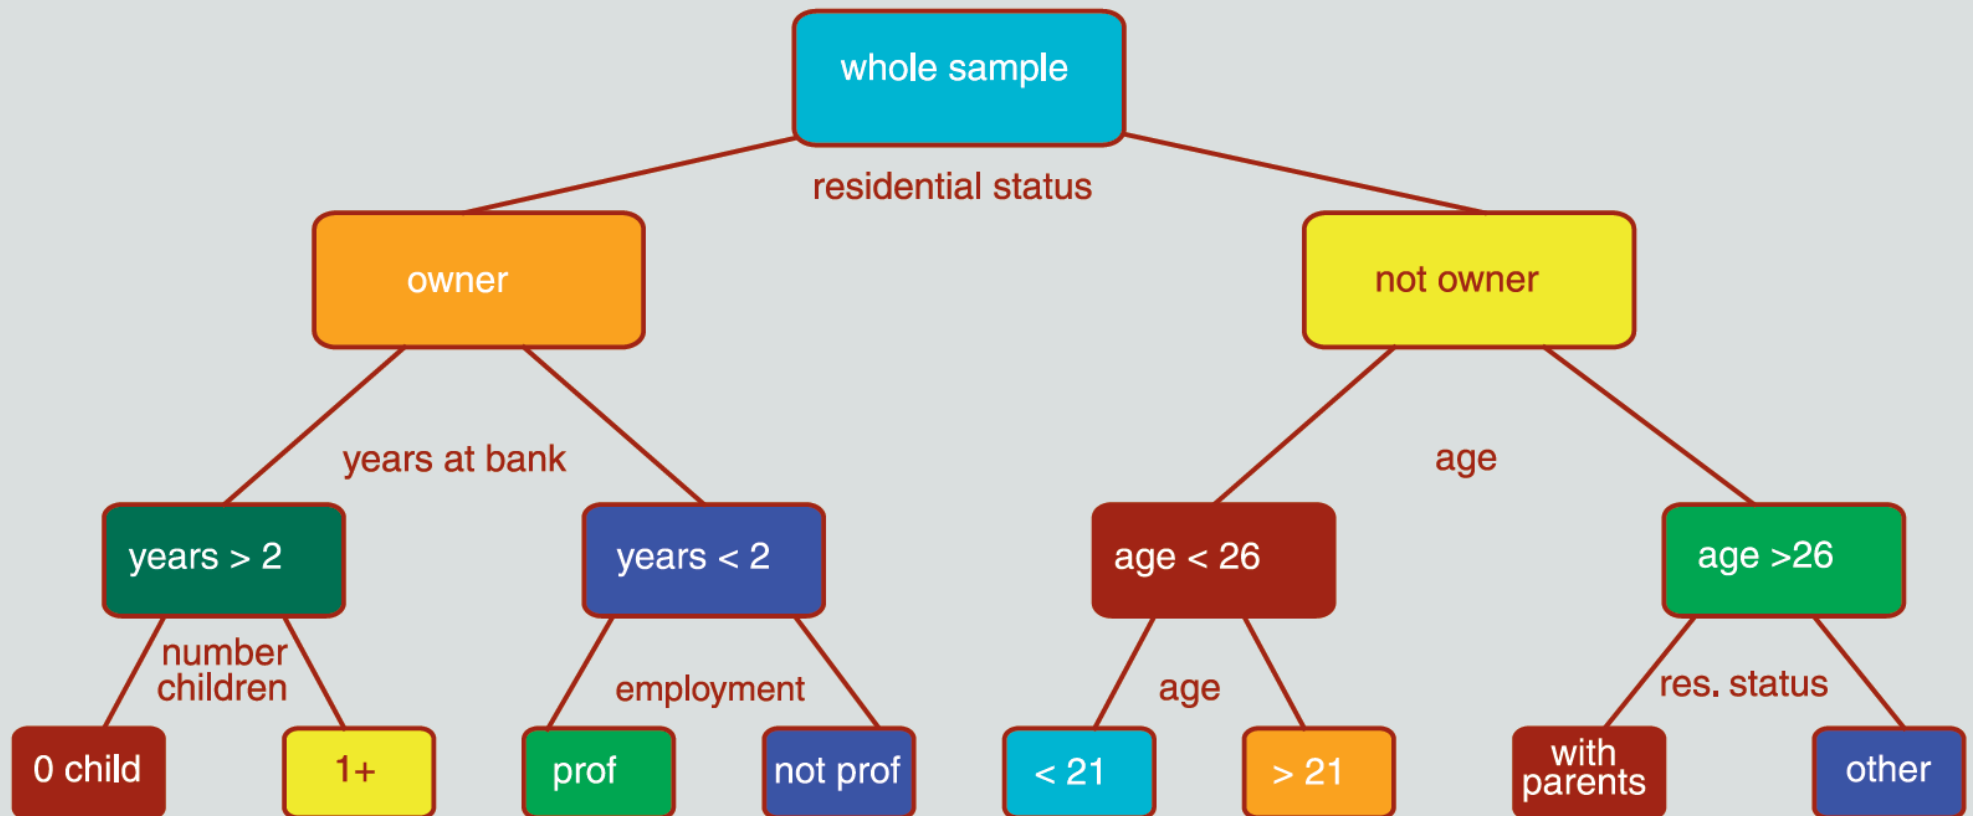 whole sample
residential status
owner
not owner
years at bank
age
years > 2
years < 2
age < 26
age >26
number
children
employment
age
res. status
0 child
1+
prof
not prof
< 21
> 21
with
parents
other